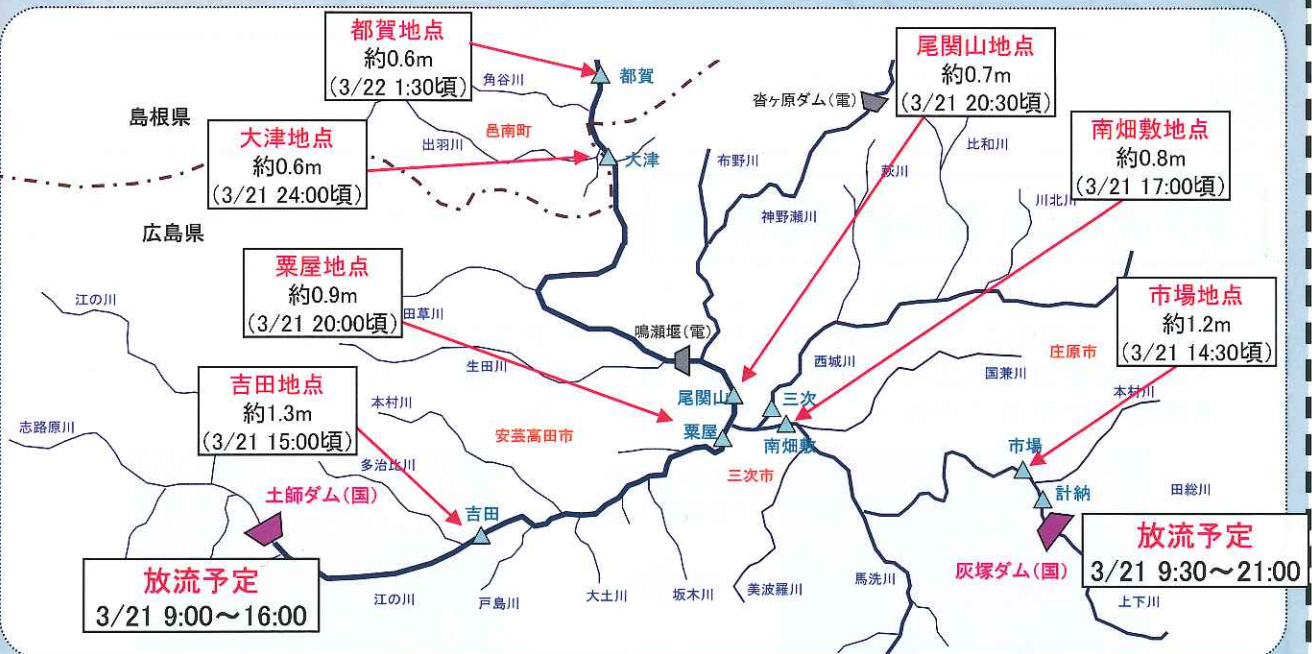 都賀地点
約0.6m
(3/22 1:30頃)
尾関山地点
約0.7m
(3/21 20:30頃)
都賀
角谷川
沓ヶ原ダム(電)
島根県
邑南町
南畑敷地点
約0.8m
(3/21 17:00頃)
大津地点
約0.6m
(3/21 24:00頃)
出羽川
大津
布野川
比和川
萩川
川北川
神野瀬川
広島県
粟屋地点
約0.9m
(3/21 20:00頃)
江の川
田草川
市場地点
約1.2m
(3/21 14:30頃)
鳴瀬堰(電)
生田川
西城川
庄原市
国兼川
吉田地点
約1.3m
(3/21 15:00頃)
本村川
本村川
尾関山
三次
志路原川
安芸高田市
粟屋
南畑敷
市場
多治比川
三次市
土師ダム(国)
吉田
計納
田総川
放流予定
3/21 9:00～16:00
灰塚ダム(国)
放流予定
3/21 9:30～21:00
江の川
戸島川
大土川
坂木川
美波羅川
馬洗川
上下川